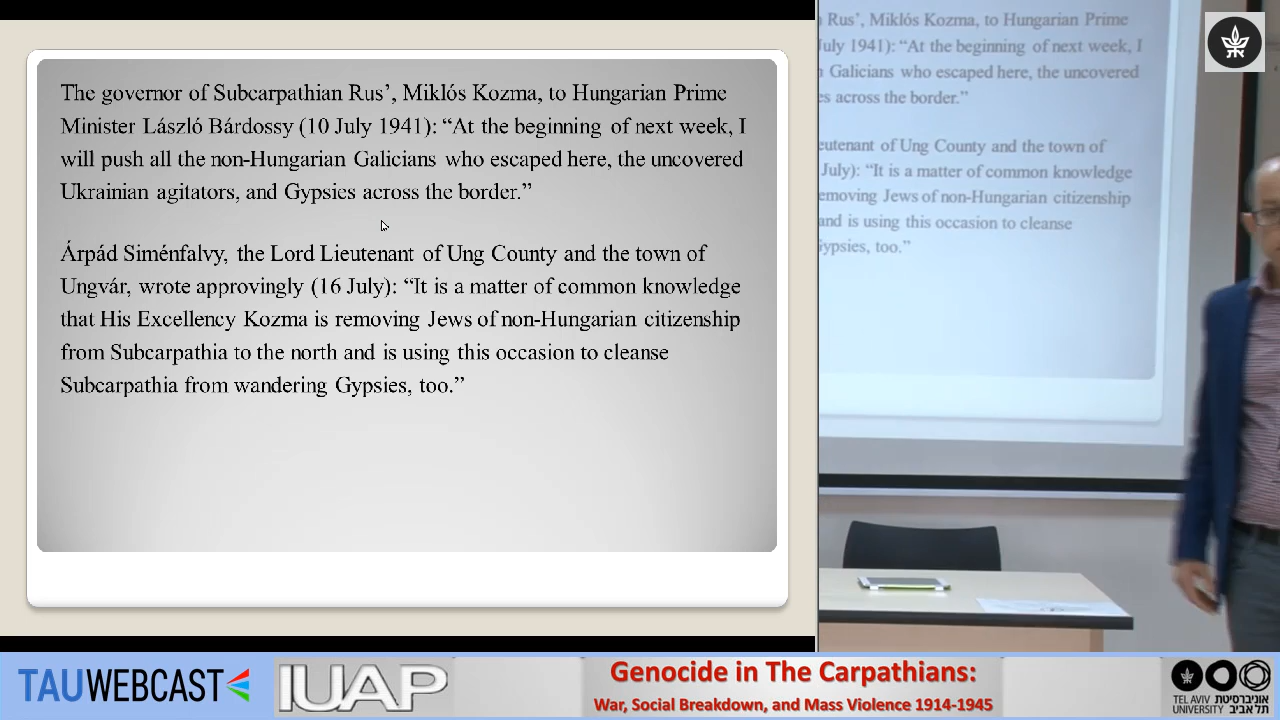 The governor of Subcarpathian Rus’, Miklós Kozma, to Hungarian Prime
Minister László Bárdossy (10 July 1941): “At the beginning of next week, I
will push all the non-Hungarian Galicians who escaped here, the uncovered
Ukrainian agitators, and Gypsies across the border.”
Árpád Siménfalvy, the Lord Lieutenant of Ung County and the town of
Ungvár, wrote approvingly (16 July): “It is a matter of common knowledge
that His Excellency Kozma is removing Jews of non-Hungarian citizenship
from Subcarpathia to the north and is using this occasion to cleanse
Subcarpathia from wandering Gypsies, too.”
Rus’, Miklós Kozma, to Hungarian Prime
July 1941): “At the beginning of next week, I
Galicians who escaped here, the uncovered
across the border.”
of Ung County and the town of
July): “It is a matter of common knowledge
removing Jews of non-Hungarian citizenship
and is using this occasion to cleanse
Gypsies, too.”
TAUWEBCAST
IUAP
Genocide in The Carpathians:
War, Social Breakdown, and Mass Violence 1914-1945
TEL AVIV אוניברסיטת
UNIVERSITY תל אביב